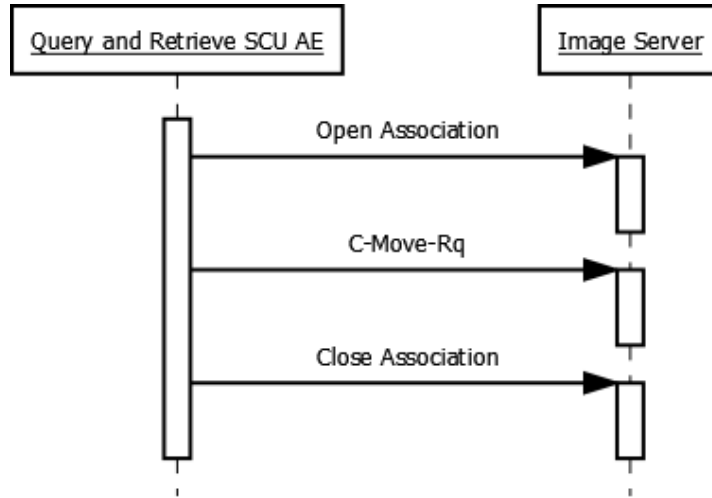 Query and Retrieve SCU AE
Image Server
Open Association
C-Move-Rq
Close Association